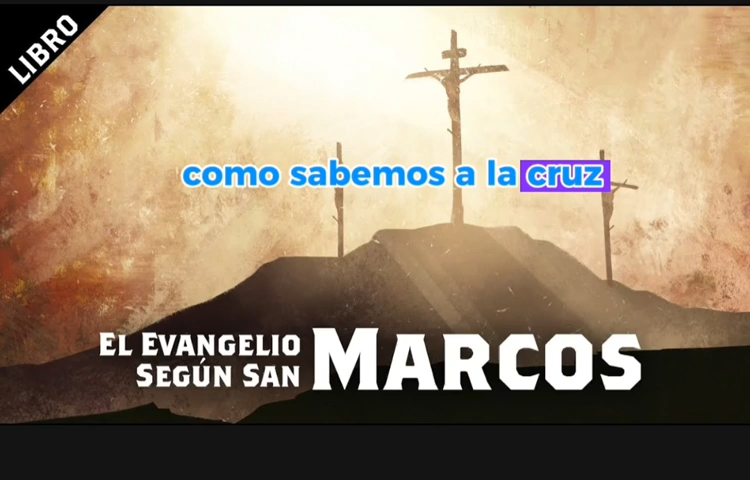 LIBRO
como sabemos a la cruz
EL EVANGELIO
SEGÚN SAN
MARCOS